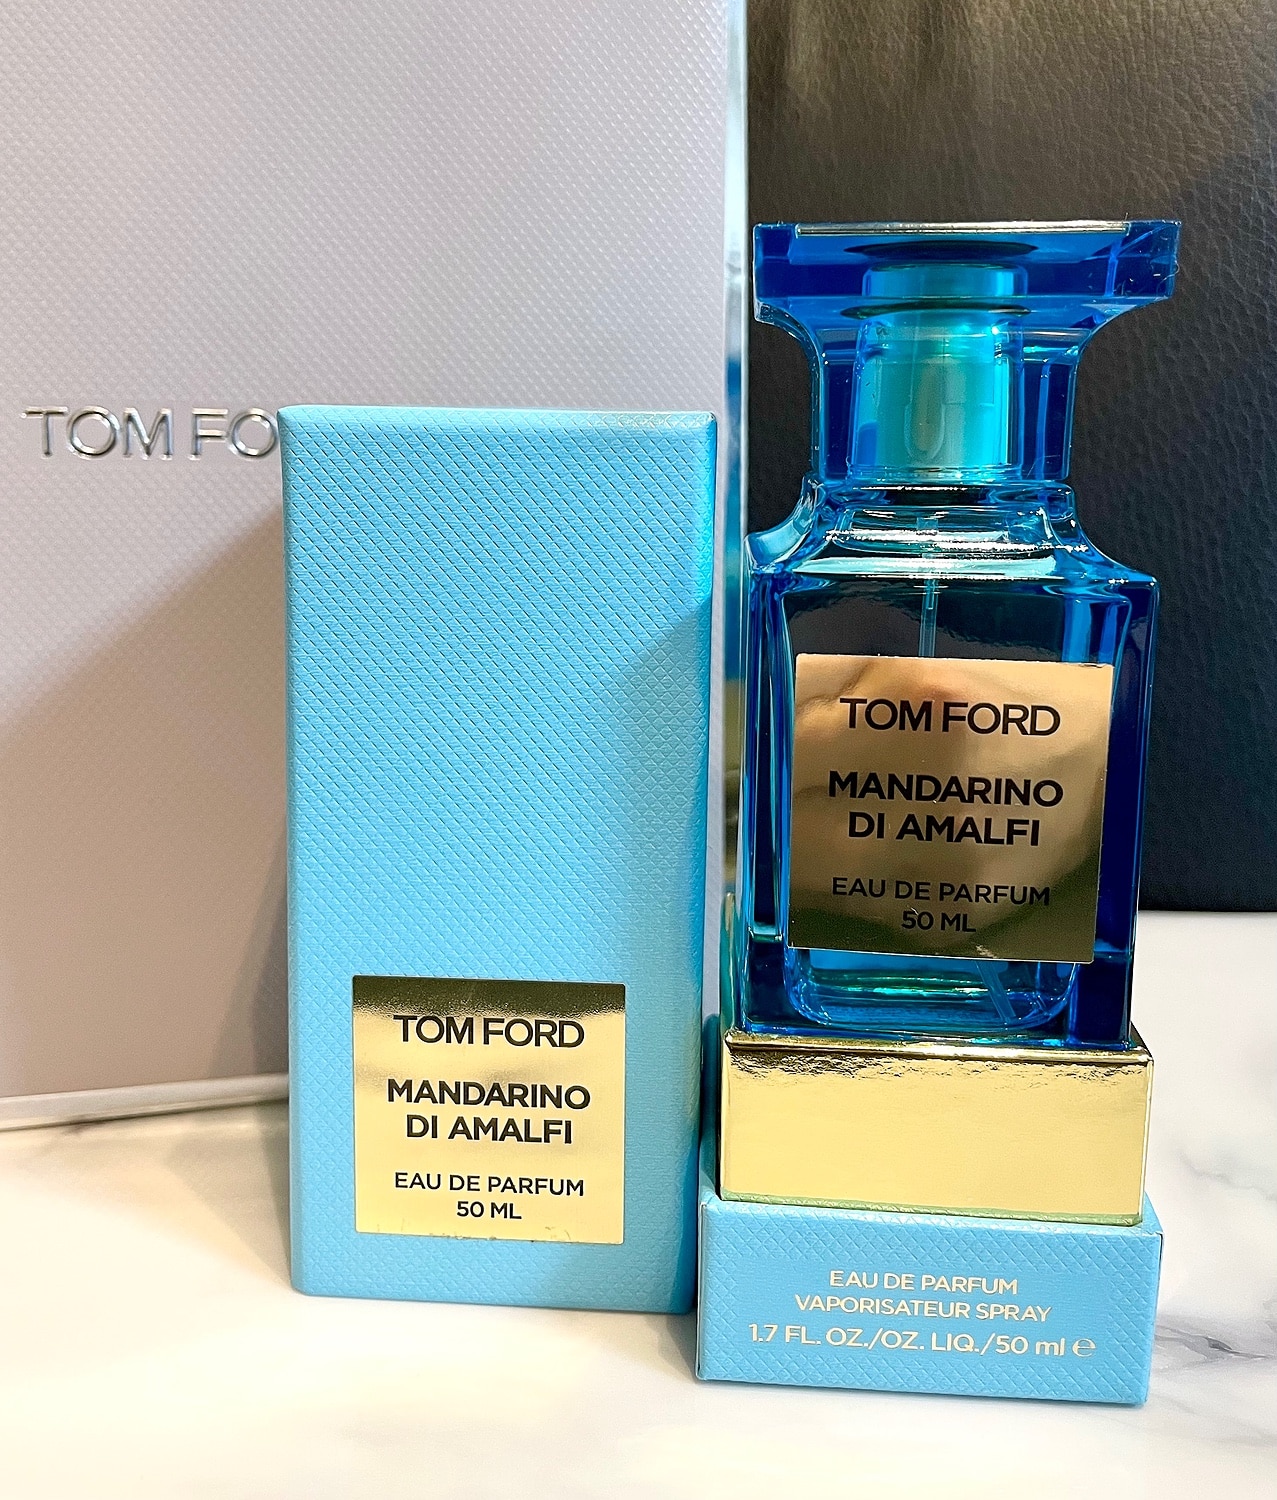 TOM FO
TOM FORD
MANDARINO
DI AMALFI
EAU DE PARFUM
50 ML
TOM FORD
MANDARINO
DI AMALFI
EAU DE PARFUM
50 ML
EAU DE PARFUM
VAPORISATEUR SPRAY
1.7 FL. OZ./OZ. LIQ./50 ml ℮